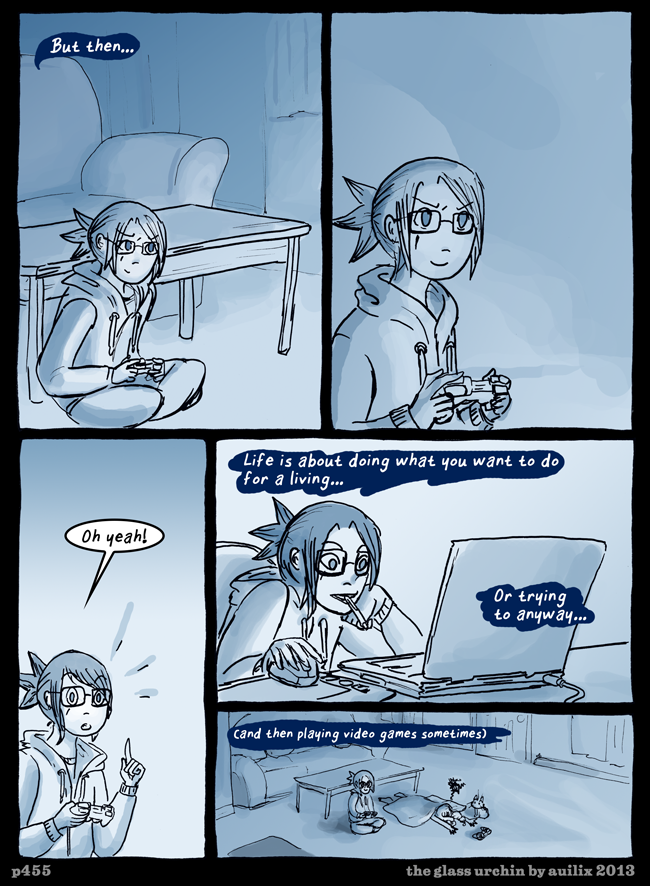 But then...
Oh yeah!
Life is about doing what you want to do
for a living...
Or trying
to anyway...
(and then playing video games sometimes)
p455
the glass urchin by auilix 2013